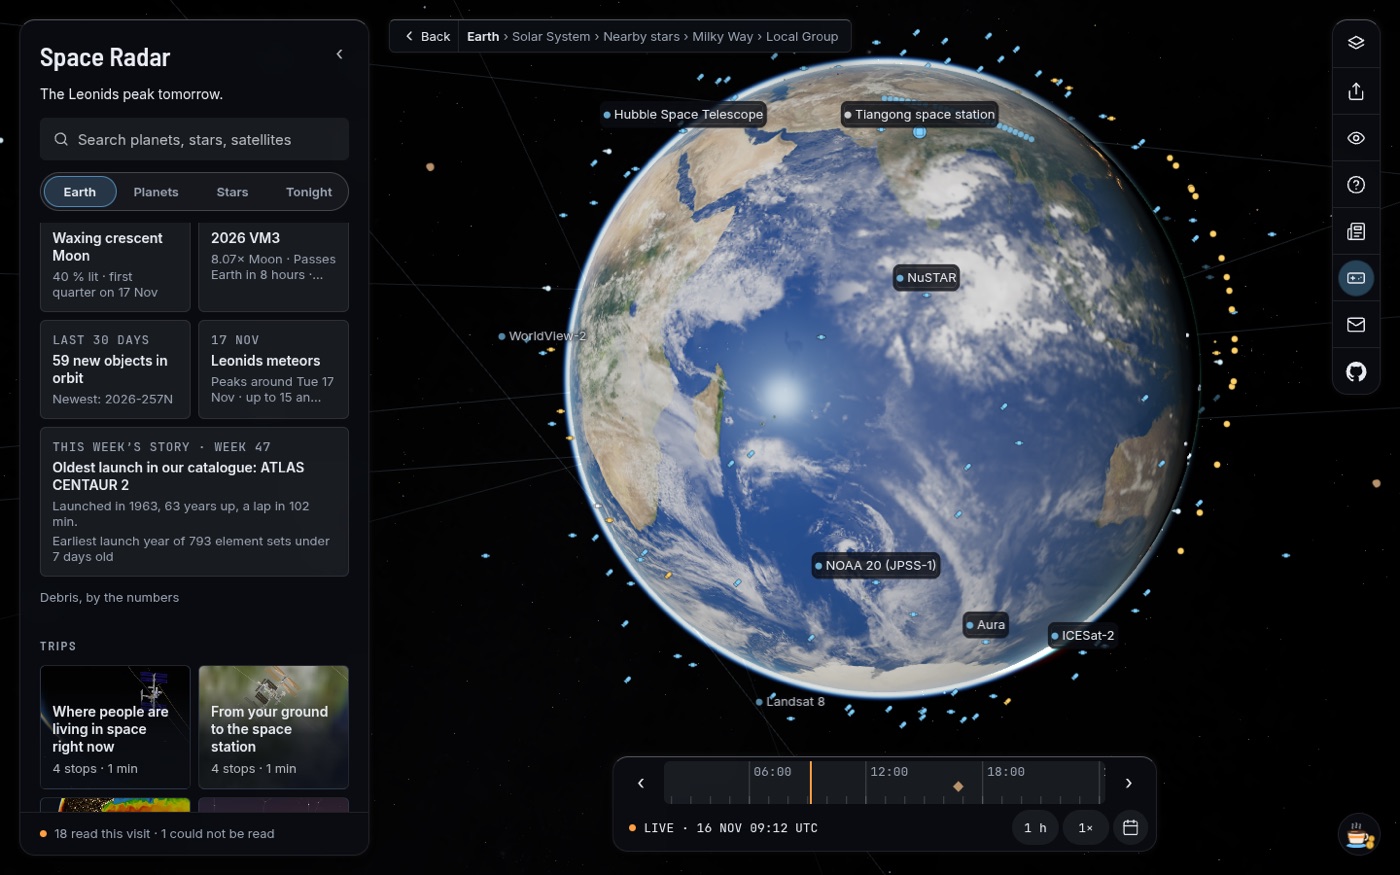 Space Radar
The Leonids peak tomorrow.
Search planets, stars, satellites
Earth
Planets
Stars
Tonight
Waxing crescent
Moon
40 % lit · first
quarter on 17 Nov
2026 VM3
8.07× Moon · Passes
Earth in 8 hours ·...
LAST 30 DAYS
59 new objects in
orbit
Newest: 2026-257N
17 NOV
Leonids meteors
Peaks around Tue 17
Nov · up to 15 an...
THIS WEEK'S STORY · WEEK 47
Oldest launch in our catalogue: ATLAS
CENTAUR 2
Launched in 1963, 63 years up, a lap in 102
min.
Earliest launch year of 793 element sets under
7 days old
Debris, by the numbers
TRIPS
Where people are
living in space
right now
4 stops · 1 min
From your ground
to the space
station
4 stops · 1 min
18 read this visit · 1 could not be read
Back
Earth › Solar System › Nearby stars › Milky Way › Local Group
Hubble Space Telescope
Tiangong space station
NuSTAR
WorldView-2
NOAA 20 (JPSS-1)
Aura
ICESat-2
Landsat 8
06:00
12:00
18:00
LIVE · 16 NOV 09:12 UTC
1 h
1×